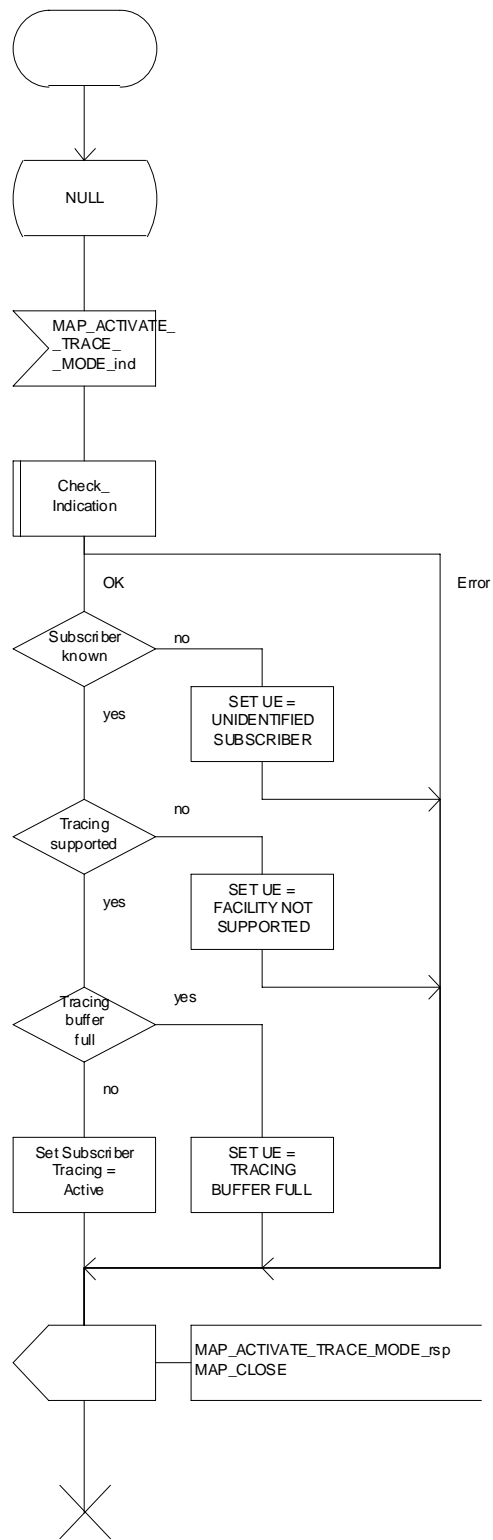 NULL
MAP_ACTIVATE_
_TRACE_
_MODE_ind
Check_
Indication
OK
Error
Subscriber
known
no
yes
SET UE =
UNIDENTIFIED
SUBSCRIBER
Tracing
supported
no
yes
SET UE =
FACILITY NOT
SUPPORTED
Tracing
buffer
full
yes
no
Set Subscriber
Tracing =
Active
SET UE =
TRACING
BUFFER FULL
MAP_ACTIVATE_TRACE_MODE_rsp
MAP_CLOSE